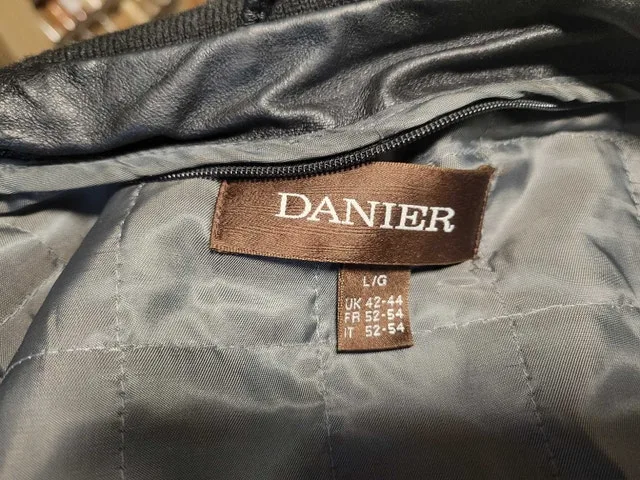 DANIER
L/G
UK 42-44
FR 52-54
IT 52-54